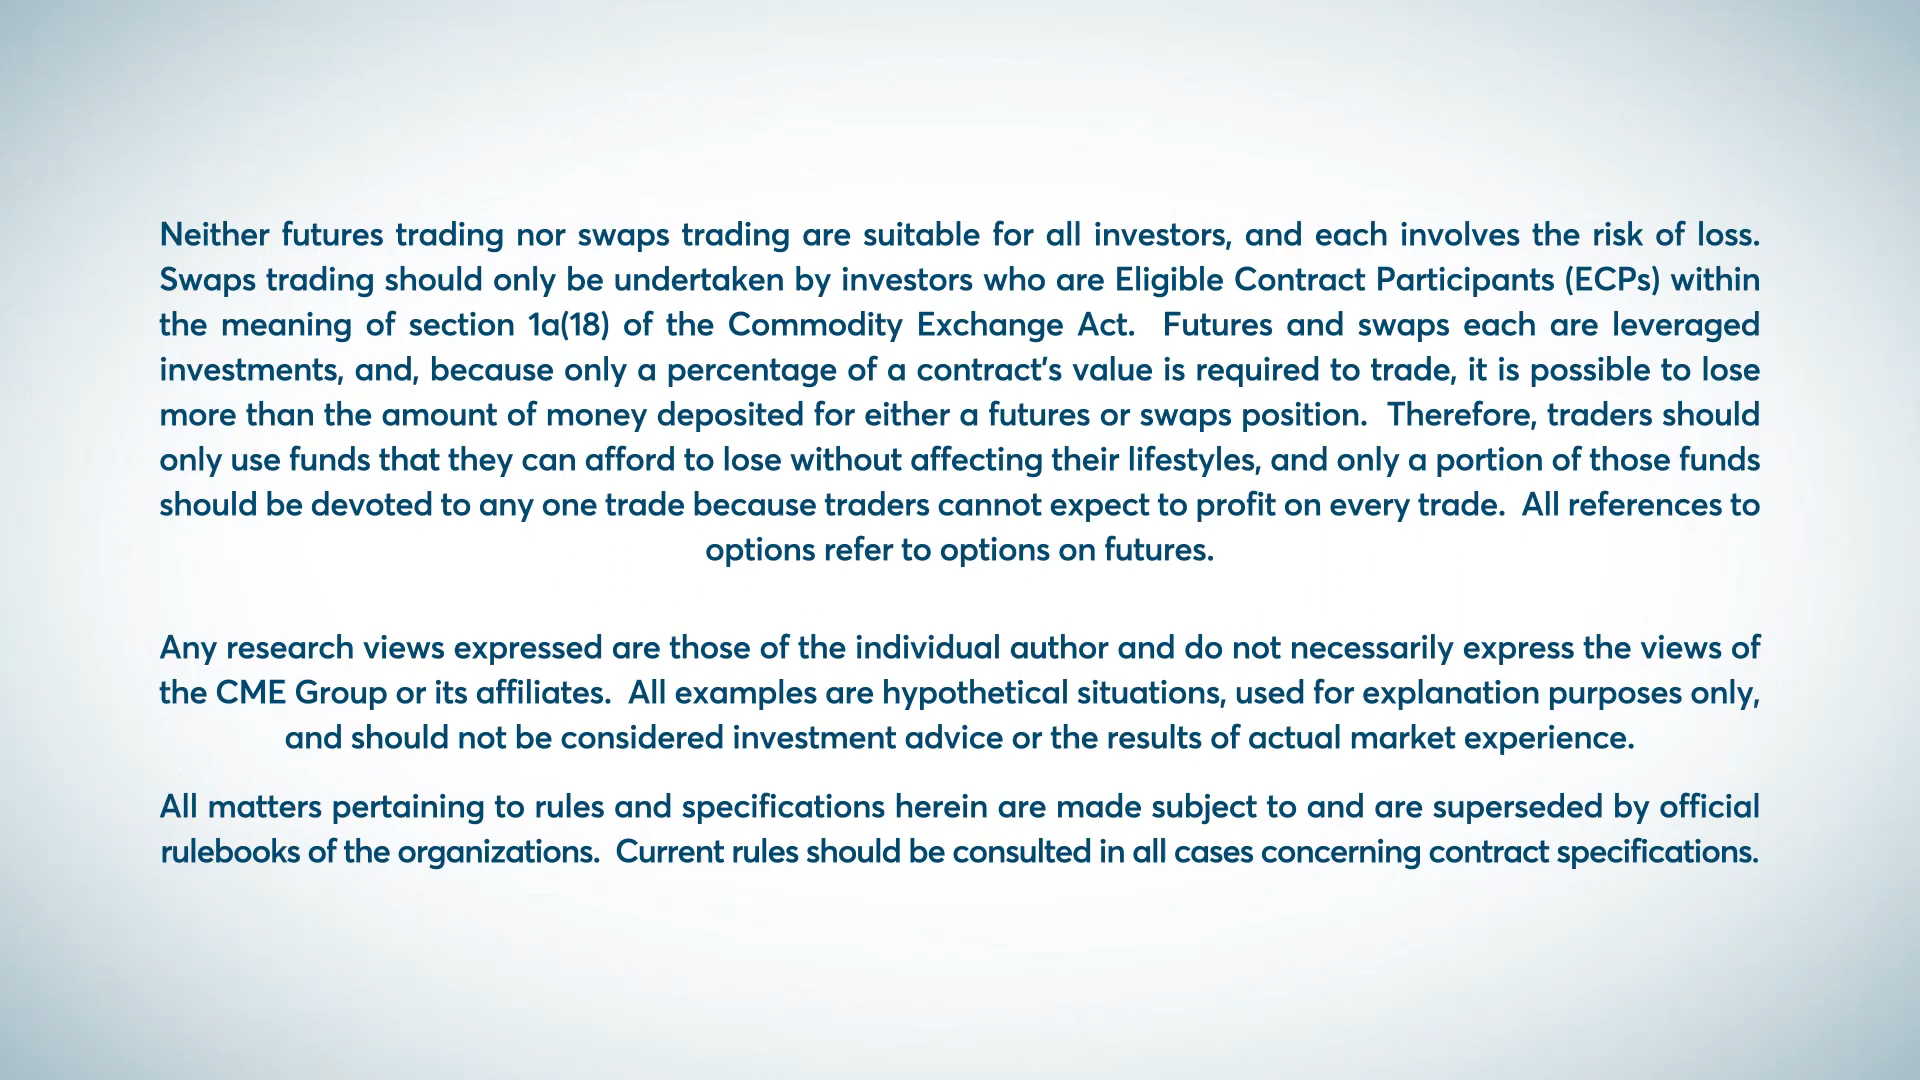 Neither futures trading nor swaps trading are suitable for all investors, and each involves the risk of loss.
Swaps trading should only be undertaken by investors who are Eligible Contract Participants (ECPs) within
the meaning of section 1a(18) of the Commodity Exchange Act.  Futures and swaps each are leveraged
investments, and, because only a percentage of a contract's value is required to trade, it is possible to lose
more than the amount of money deposited for either a futures or swaps position.  Therefore, traders should
only use funds that they can afford to lose without affecting their lifestyles, and only a portion of those funds
should be devoted to any one trade because traders cannot expect to profit on every trade.  All references to
options refer to options on futures.
Any research views expressed are those of the individual author and do not necessarily express the views of
the CME Group or its affiliates.  All examples are hypothetical situations, used for explanation purposes only,
and should not be considered investment advice or the results of actual market experience.
All matters pertaining to rules and specifications herein are made subject to and are superseded by official
rulebooks of the organizations.  Current rules should be consulted in all cases concerning contract specifications.